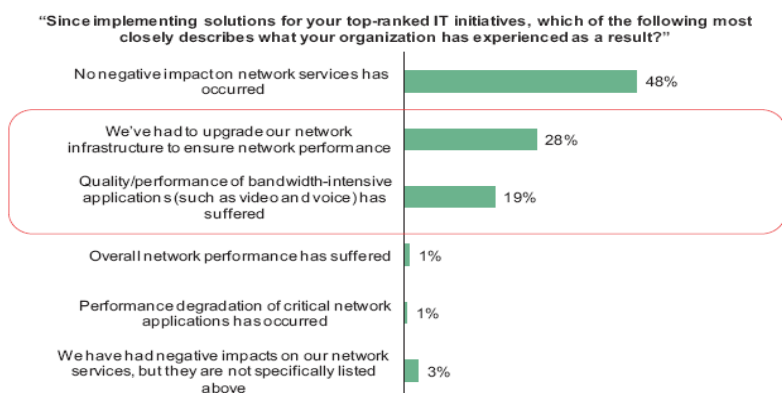 “Since implementing solutions for your top-ranked IT initiatives, which of the following most
closely describes what your organization has experienced as a result?”
No negative impact on network services has
occurred
48%
We’ve had to upgrade our network
infrastructure to ensure network performance
28%
Quality/performance of bandwidth-intensive
applications (such as video and voice) has
suffered
19%
Overall network performance has suffered
1%
Performance degradation of critical network
applications has occurred
1%
We have had negative impacts on our network
services, but they are not specifically listed
above
3%